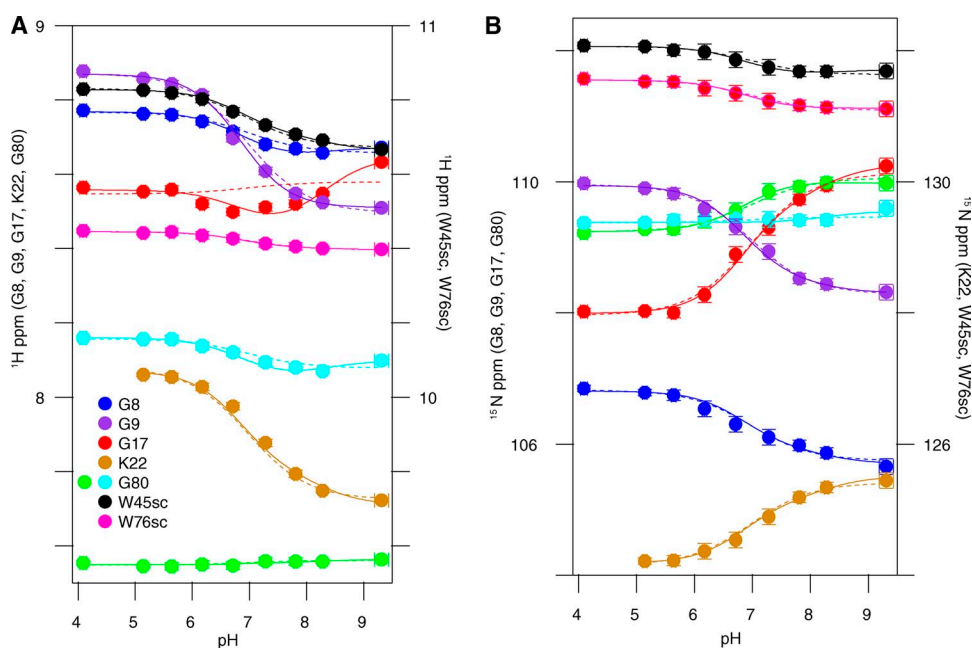 A
9
11
¹H ppm (G8, G9, G17, K22, G80)
8
10
¹H ppm (W45sc, W76sc)
G8
G9
G17
K22
G80
W45sc
W76sc
4 5 6 7 8 9
pH
B
110
130
¹⁵N ppm (G8, G9, G17, G80)
106
126
¹⁵N ppm (K22, W45sc, W76sc)
4 5 6 7 8 9
pH